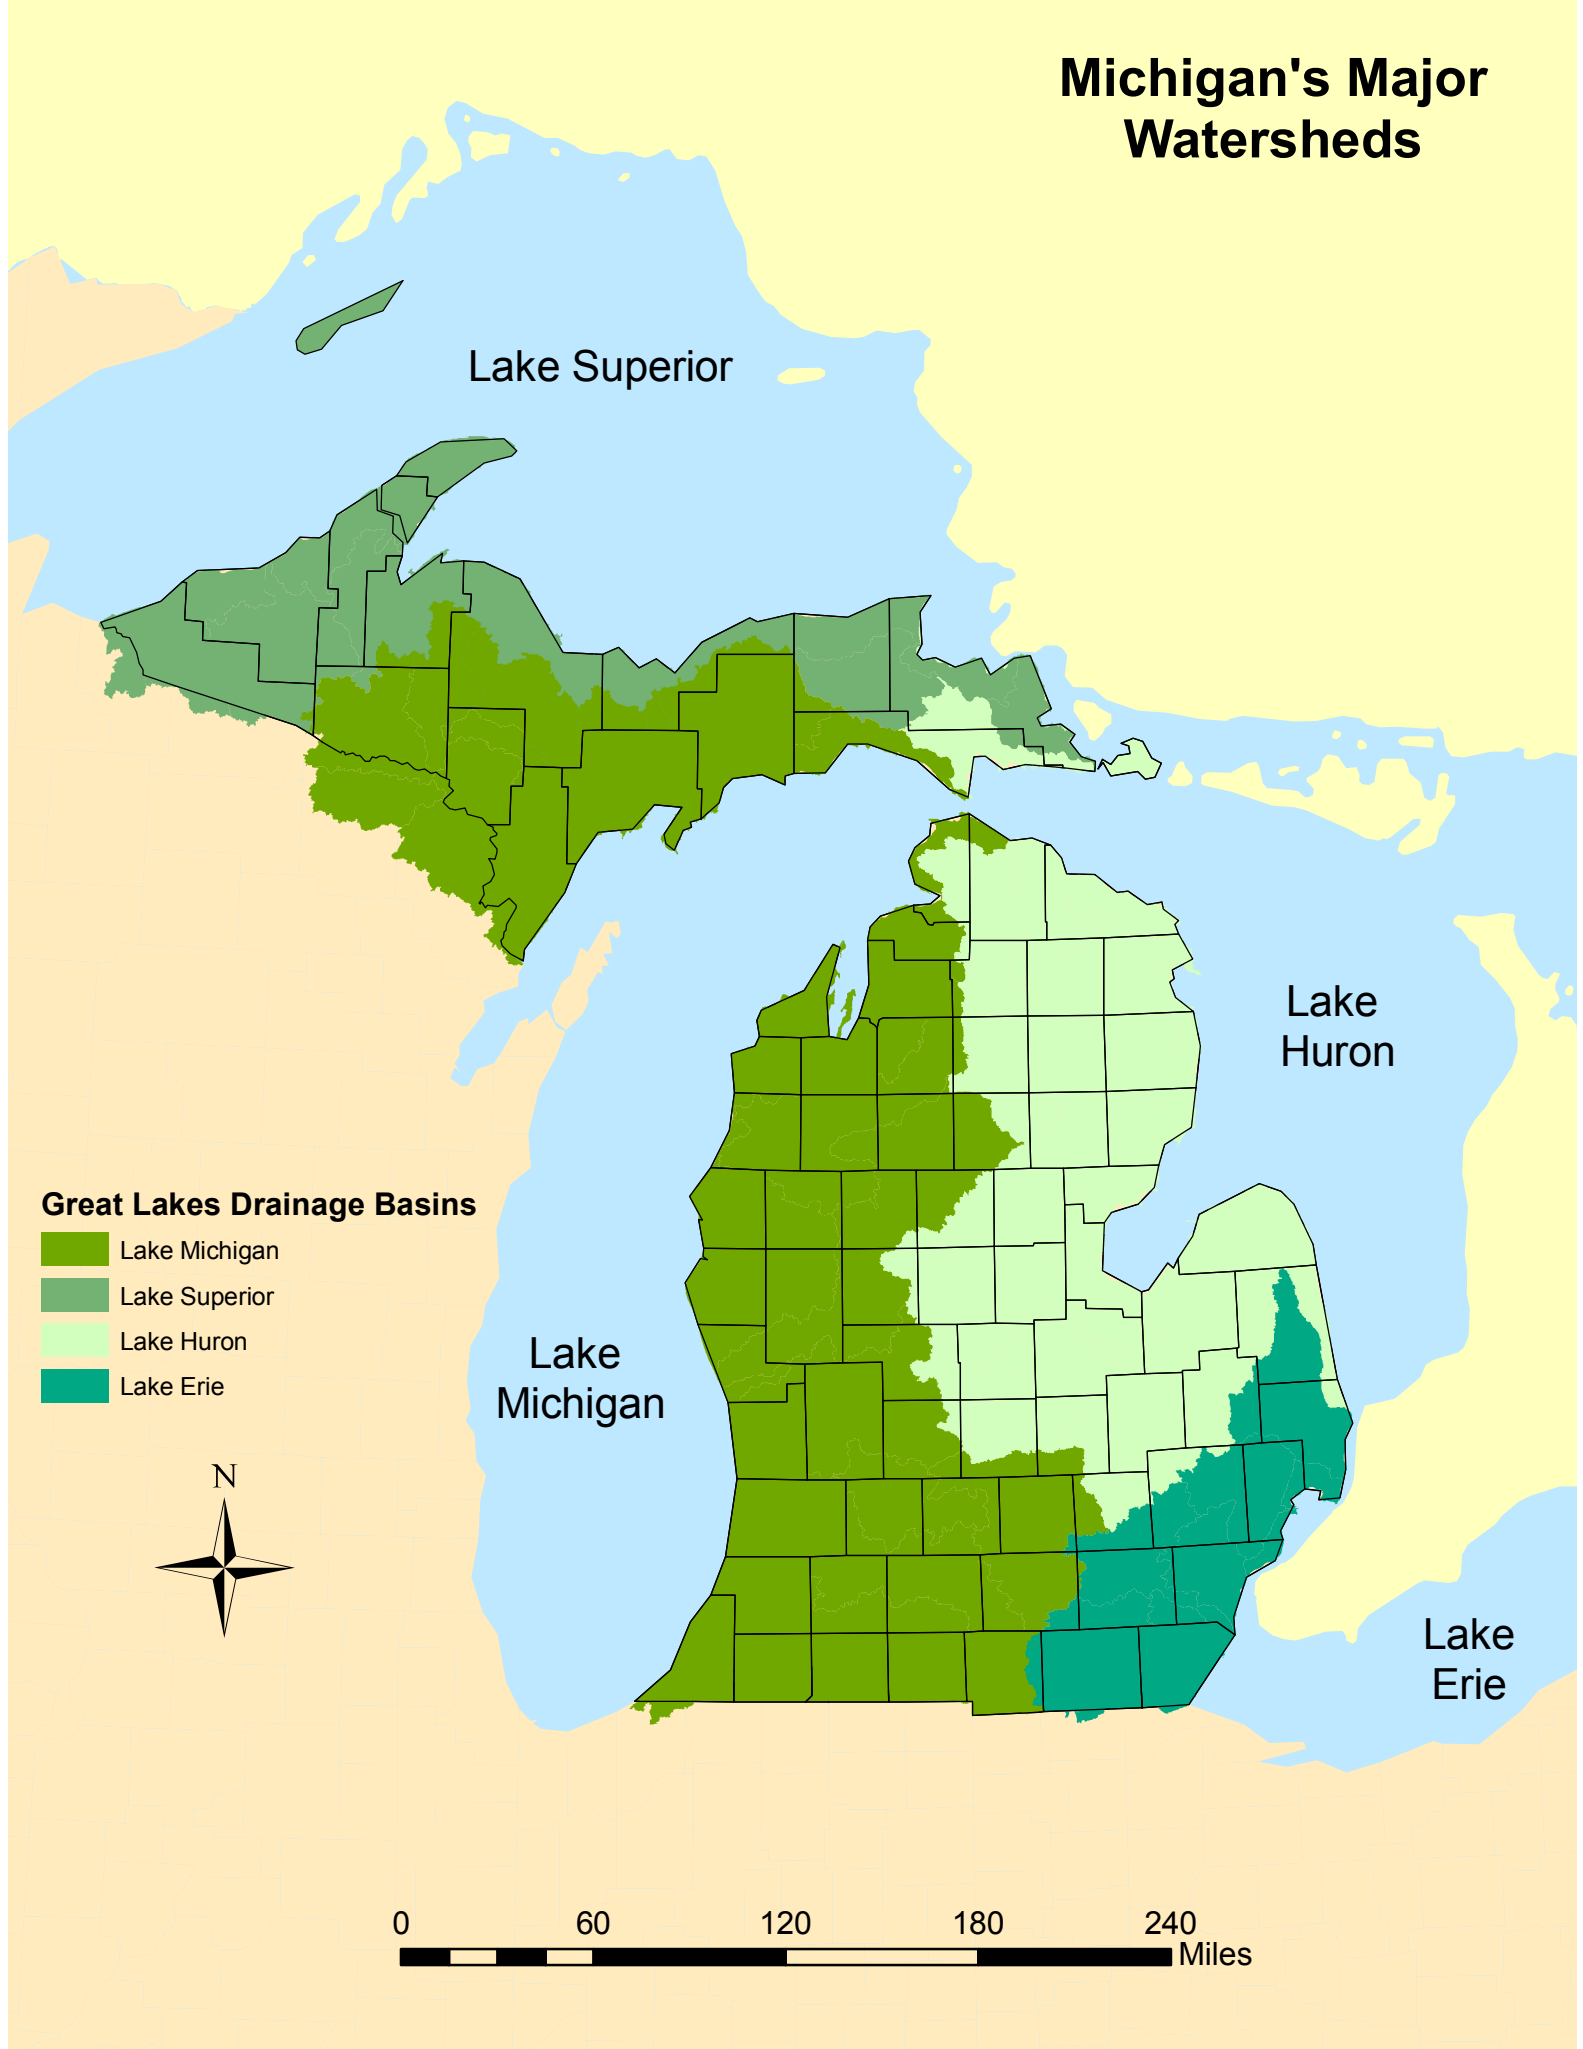 Michigan's Major
Watersheds
Lake Superior
Lake
Huron
Great Lakes Drainage Basins
Lake Michigan
Lake Superior
Lake Huron
Lake Erie
Lake
Michigan
N
Lake
Erie
0 60 120 180 240
Miles